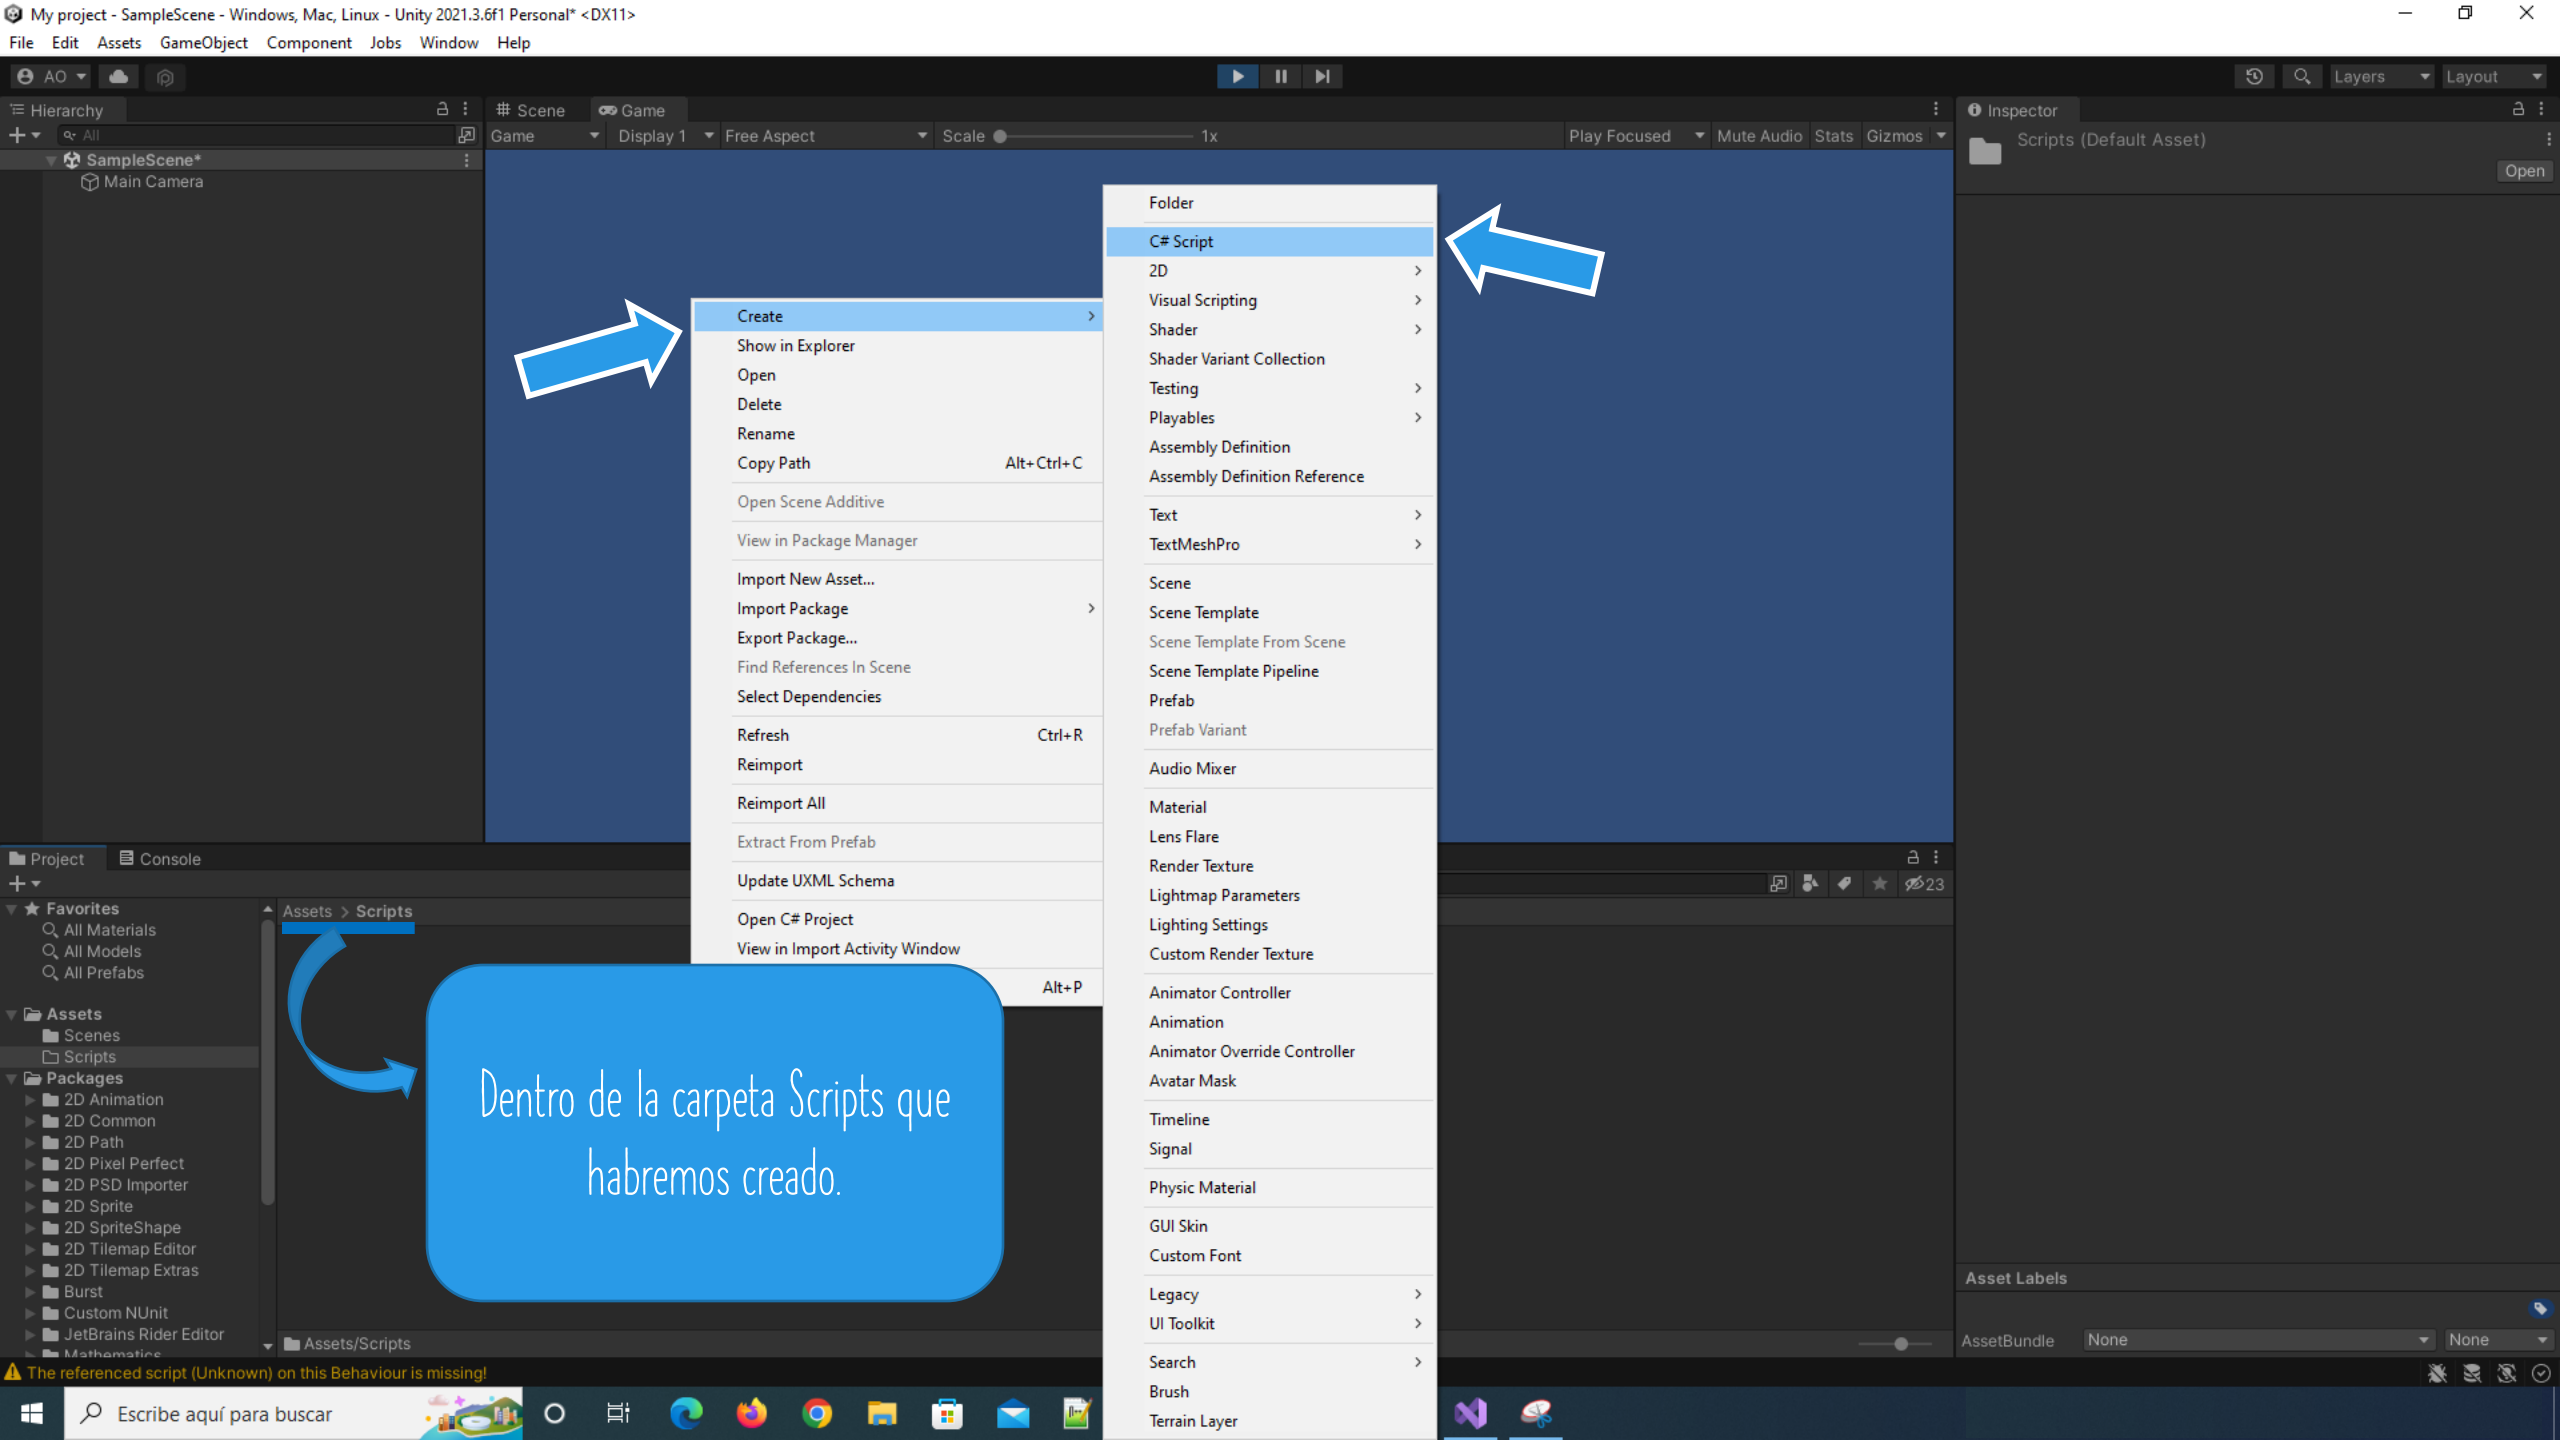 My project - SampleScene - Windows, Mac, Linux - Unity 2021.3.6f1 Personal* <DX11>
File Edit Assets GameObject Component Jobs Window Help
AO Layers Layout
Hierarchy
All
SampleScene*
Main Camera
# Scene Game
Game Display 1 Free Aspect Scale 1x Play Focused Mute Audio Stats Gizmos
Inspector
Scripts (Default Asset)
Open
Create
Show in Explorer
Open
Delete
Rename
Copy Path Alt+Ctrl+C
Open Scene Additive
View in Package Manager
Import New Asset...
Import Package
Export Package...
Find References In Scene
Select Dependencies
Refresh Ctrl+R
Reimport
Reimport All
Extract From Prefab
Update UXML Schema
Open C# Project
View in Import Activity Window
Alt+P
Folder
C# Script
2D
Visual Scripting
Shader
Shader Variant Collection
Testing
Playables
Assembly Definition
Assembly Definition Reference
Text
TextMeshPro
Scene
Scene Template
Scene Template From Scene
Scene Template Pipeline
Prefab
Prefab Variant
Audio Mixer
Material
Lens Flare
Render Texture
Lightmap Parameters
Lighting Settings
Custom Render Texture
Animator Controller
Animation
Animator Override Controller
Avatar Mask
Timeline
Signal
Physic Material
GUI Skin
Custom Font
Legacy
UI Toolkit
Search
Brush
Terrain Layer
Project Console
23
Favorites
All Materials
All Models
All Prefabs
Assets
Scenes
Scripts
Packages
2D Animation
2D Common
2D Path
2D Pixel Perfect
2D PSD Importer
2D Sprite
2D SpriteShape
2D Tilemap Editor
2D Tilemap Extras
Burst
Custom NUnit
JetBrains Rider Editor
Mathematics
Assets > Scripts
Dentro de la carpeta Scripts que
habremos creado.
Assets/Scripts
Asset Labels
AssetBundle None None
The referenced script (Unknown) on this Behaviour is missing!
Escribe aquí para buscar